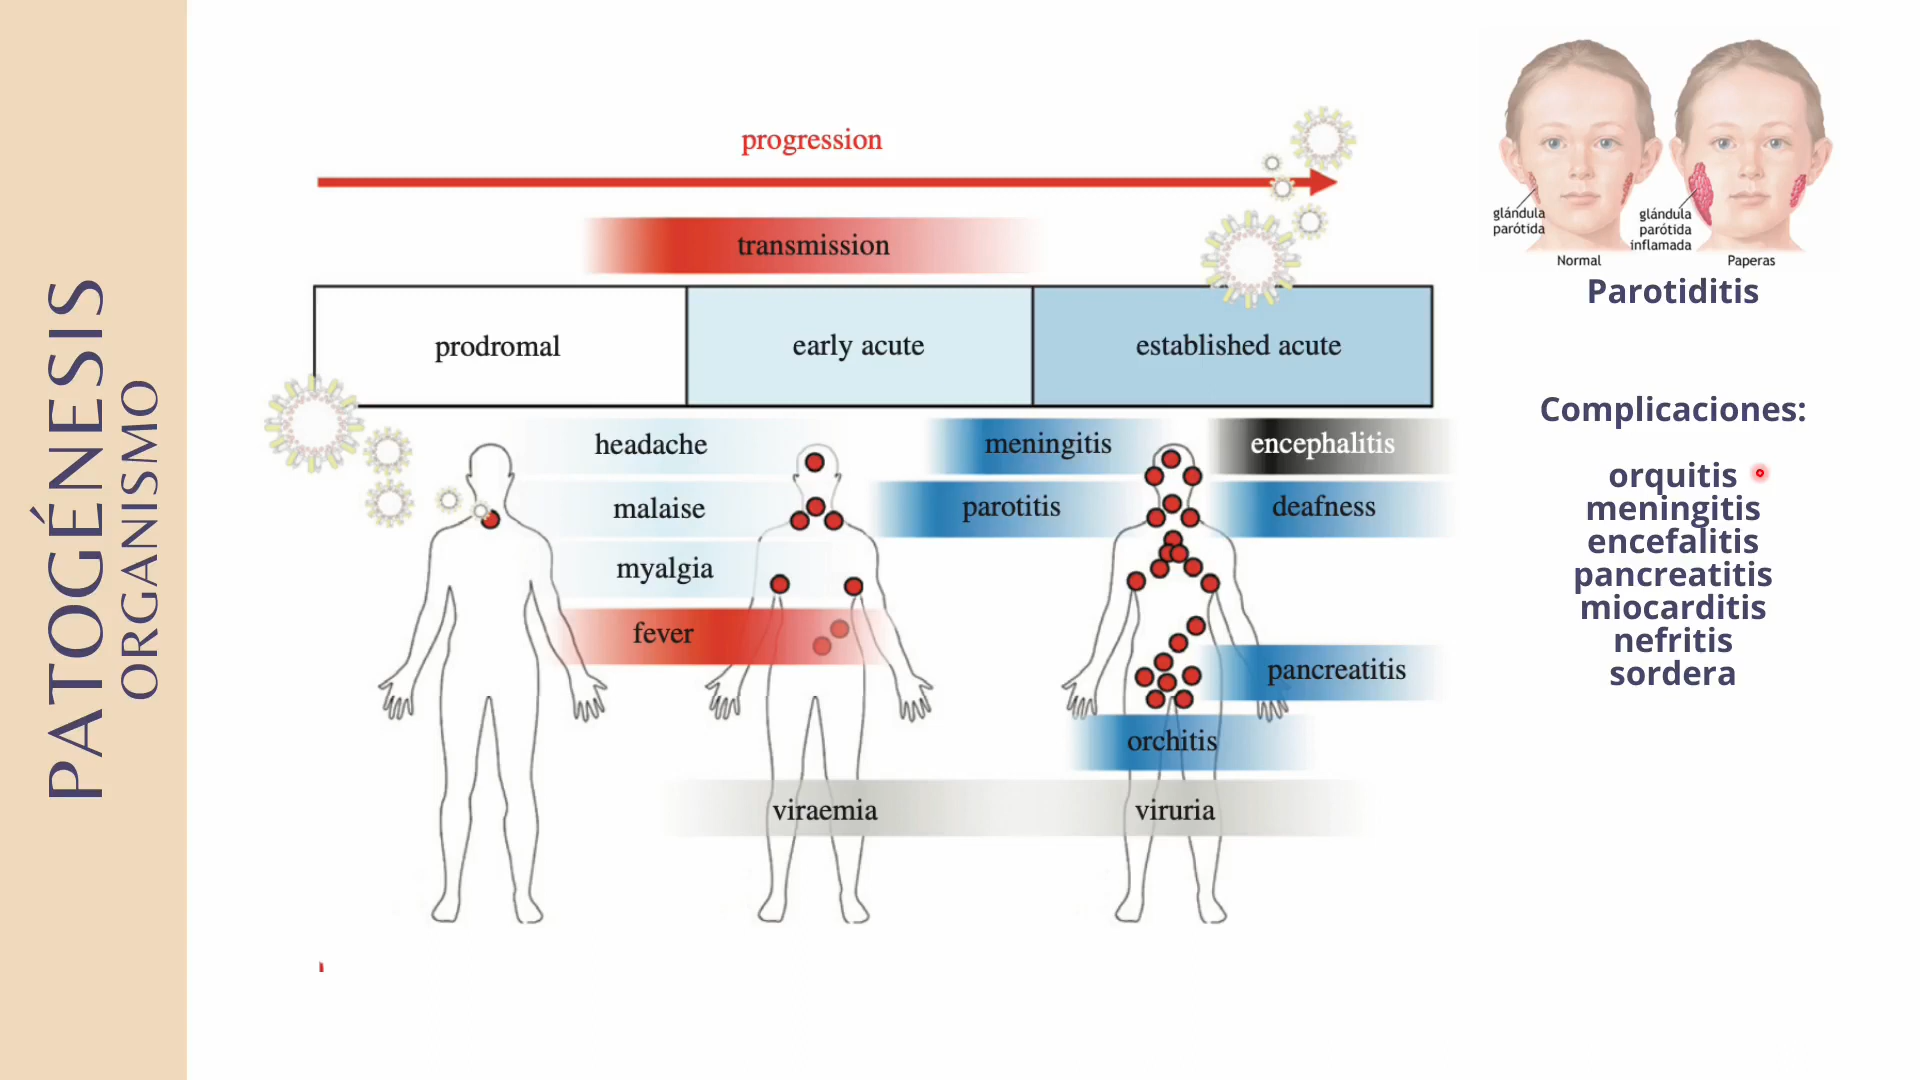 PATOGÉNESIS
ORGANISMO
progression
transmission
prodromal
early acute
established acute
headache
malaise
myalgia
fever
meningitis
encephalitis
parotitis
deafness
pancreatitis
orchitis
viraemia
viruria
glándula
parótida
Normal
glándula
parótida
inflamada
Paperas
Parotiditis
Complicaciones:
orquitis
meningitis
encefalitis
pancreatitis
miocarditis
nefritis
sordera